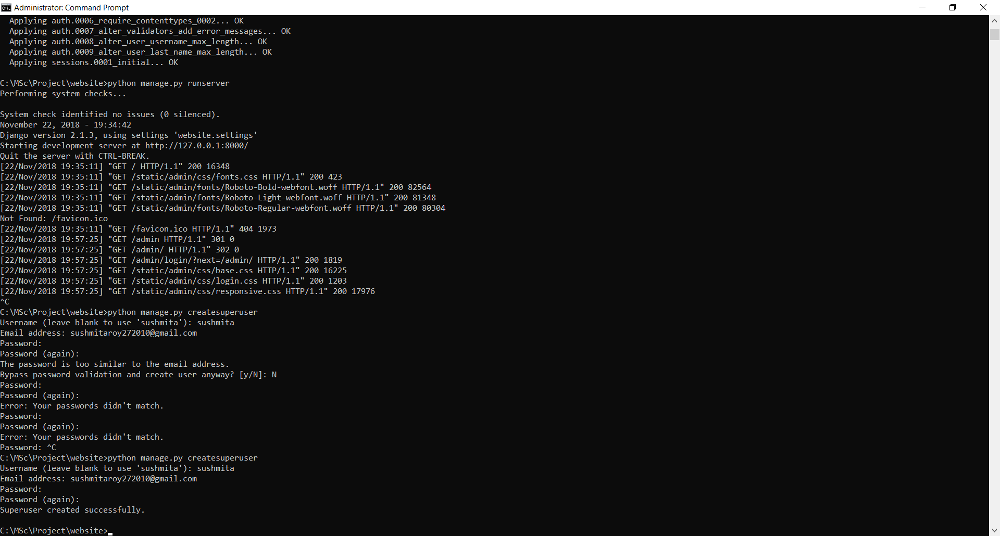 Administrator: Command Prompt
  Applying auth.0006_require_contenttypes_0002... OK
  Applying auth.0007_alter_validators_add_error_messages... OK
  Applying auth.0008_alter_user_username_max_length... OK
  Applying auth.0009_alter_user_last_name_max_length... OK
  Applying sessions.0001_initial... OK
C:\MSc\Project\website>python manage.py runserver
Performing system checks...
System check identified no issues (0 silenced).
November 22, 2018 - 19:34:42
Django version 2.1.3, using settings 'website.settings'
Starting development server at http://127.0.0.1:8000/
Quit the server with CTRL-BREAK.
[22/Nov/2018 19:35:11] "GET / HTTP/1.1" 200 16348
[22/Nov/2018 19:35:11] "GET /static/admin/css/fonts.css HTTP/1.1" 200 423
[22/Nov/2018 19:35:11] "GET /static/admin/fonts/Roboto-Bold-webfont.woff HTTP/1.1" 200 82564
[22/Nov/2018 19:35:11] "GET /static/admin/fonts/Roboto-Light-webfont.woff HTTP/1.1" 200 81348
[22/Nov/2018 19:35:11] "GET /static/admin/fonts/Roboto-Regular-webfont.woff HTTP/1.1" 200 80304
Not Found: /favicon.ico
[22/Nov/2018 19:35:11] "GET /favicon.ico HTTP/1.1" 404 1973
[22/Nov/2018 19:57:25] "GET /admin HTTP/1.1" 301 0
[22/Nov/2018 19:57:25] "GET /admin/ HTTP/1.1" 302 0
[22/Nov/2018 19:57:25] "GET /admin/login/?next=/admin/ HTTP/1.1" 200 1819
[22/Nov/2018 19:57:25] "GET /static/admin/css/base.css HTTP/1.1" 200 16225
[22/Nov/2018 19:57:25] "GET /static/admin/css/login.css HTTP/1.1" 200 1203
[22/Nov/2018 19:57:25] "GET /static/admin/css/responsive.css HTTP/1.1" 200 17976
^C
C:\MSc\Project\website>python manage.py createsuperuser
Username (leave blank to use 'sushmita'): sushmita
Email address: sushmitaroy272010@gmail.com
Password:
Password (again):
The password is too similar to the email address.
Bypass password validation and create user anyway? [y/N]: N
Password:
Password (again):
Error: Your passwords didn't match.
Password:
Password (again):
Error: Your passwords didn't match.
Password: ^C
C:\MSc\Project\website>python manage.py createsuperuser
Username (leave blank to use 'sushmita'): sushmita
Email address: sushmitaroy272010@gmail.com
Password:
Password (again):
Superuser created successfully.
C:\MSc\Project\website>